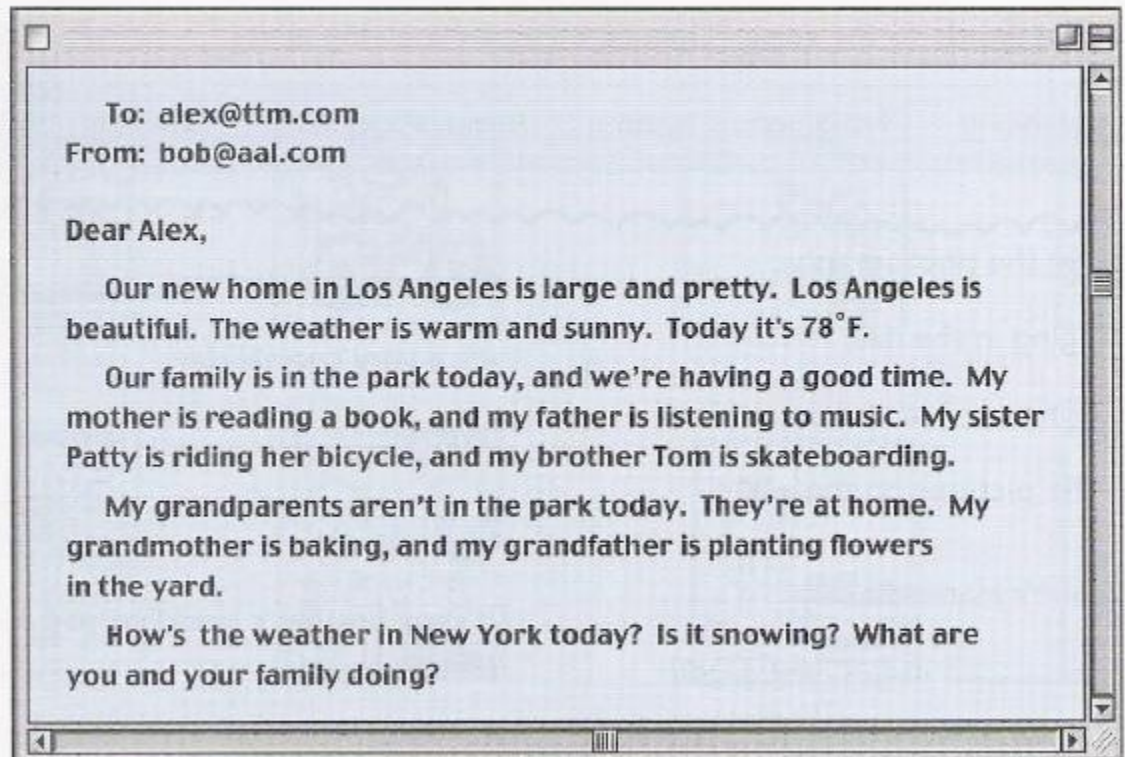 To: alex@ttm.com
From: bob@aal.com
Dear Alex,
Our new home in Los Angeles is large and pretty. Los Angeles is
beautiful. The weather is warm and sunny. Today it's 78°F.
Our family is in the park today, and we're having a good time. My
mother is reading a book, and my father is listening to music. My sister
Patty is riding her bicycle, and my brother Tom is skateboarding.
My grandparents aren't in the park today. They're at home. My
grandmother is baking, and my grandfather is planting flowers
in the yard.
How's the weather in New York today? Is it snowing? What are
you and your family doing?